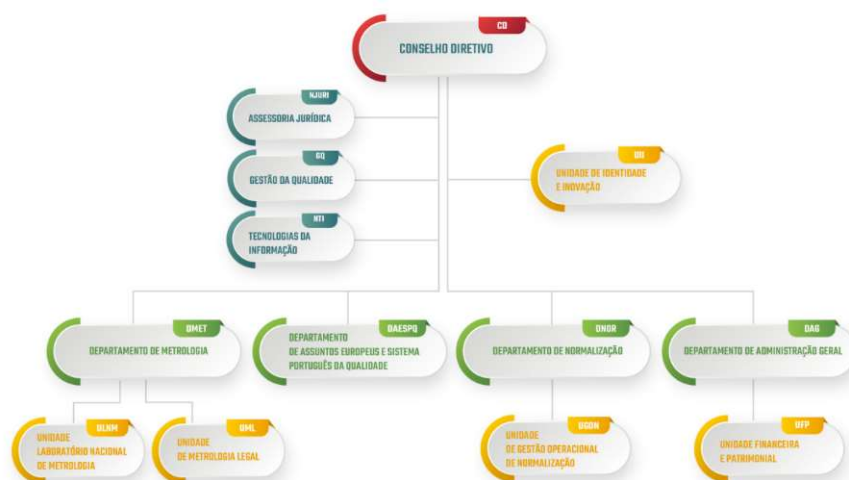 CD
CONSELHO DIRETIVO
NJURI
ASSESSORIA JURÍDICA
GQ
GESTÃO DA QUALIDADE
UNIDADE DE IDENTIDADE
E INOVAÇÃO
NTI
TECNOLOGIAS DA
INFORMAÇÃO
DMET
DEPARTAMENTO DE METROLOGIA
DAESPQ
DEPARTAMENTO
DE ASSUNTOS EUROPEUS E SISTEMA
PORTUGUÊS DA QUALIDADE
DNOR
DEPARTAMENTO DE NORMALIZAÇÃO
DAG
DEPARTAMENTO DE ADMINISTRAÇÃO GERAL
ULNM
UNIDADE
LABORATÓRIO NACIONAL
DE METROLOGIA
UML
UNIDADE
DE METROLOGIA LEGAL
UGON
UNIDADE
DE GESTÃO OPERACIONAL
DE NORMALIZAÇÃO
UFP
UNIDADE FINANCEIRA
E PATRIMONIAL